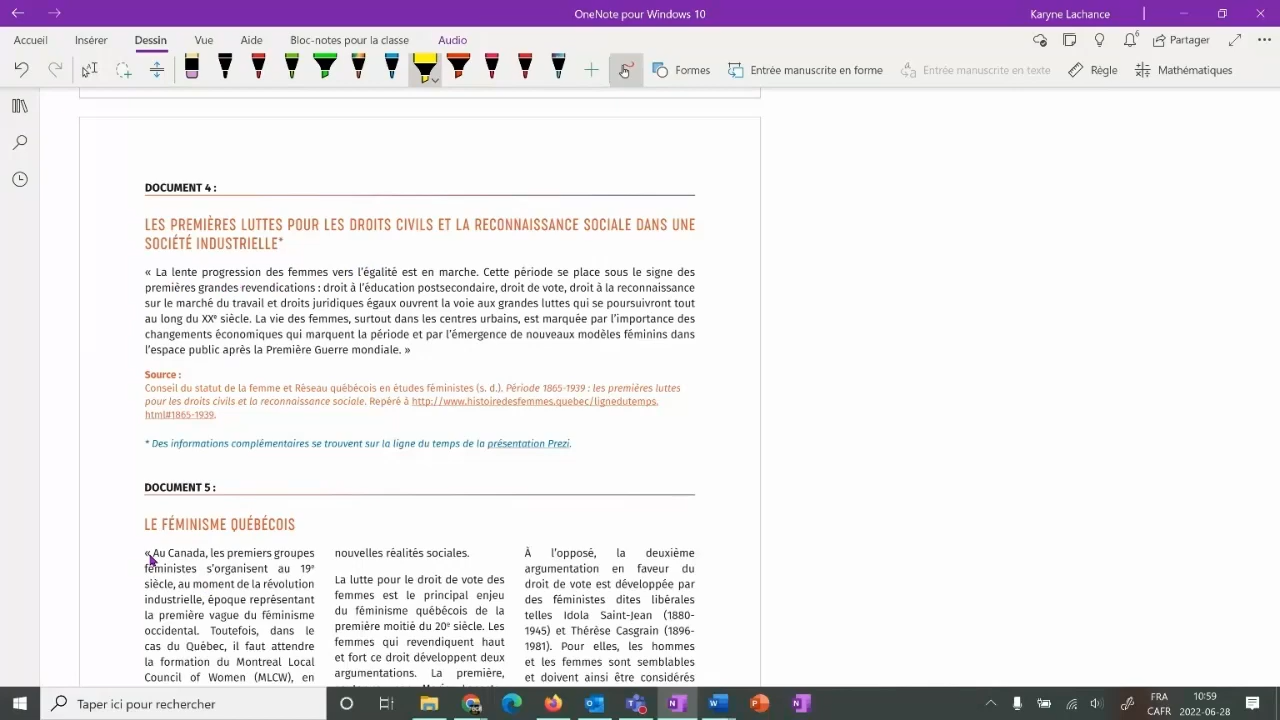 OneNote pour Windows 10
Karyne Lachance
Accueil
Insérer
Dessin
Vue
Aide
Bloc-notes pour la classe
Audio
6
Partager
Formes
Entrée manuscrite en forme
Entrée manuscrite en texte
Règle
Mathématiques
DOCUMENT 4 :
LES PREMIÈRES LUTTES POUR LES DROITS CIVILS ET LA RECONNAISSANCE SOCIALE DANS UNE
SOCIÉTÉ INDUSTRIELLE*
« La lente progression des femmes vers l'égalité est en marche. Cette période se place sous le signe des
premières grandes revendications : droit à l'éducation postsecondaire, droit de vote, droit à la reconnaissance
sur le marché du travail et droits juridiques égaux ouvrent la voie aux grandes luttes qui se poursuivront tout
au long du XXe siècle. La vie des femmes, surtout dans les centres urbains, est marquée par l'importance des
changements économiques qui marquent la période et par l'émergence de nouveaux modèles féminins dans
l'espace public après la Première Guerre mondiale. »
Source :
Conseil du statut de la femme et Réseau québécois en études féministes (s. d.). Période 1865-1939 : les premières luttes
pour les droits civils et la reconnaissance sociale. Repéré à http://www.histoiredesfemmes.quebec/lignedutemps.
html#1865-1939.
* Des informations complémentaires se trouvent sur la ligne du temps de la présentation Prezi.
DOCUMENT 5 :
LE FÉMINISME QUÉBÉCOIS
« Au Canada, les premiers groupes
féministes s'organisent au 19e
siècle, au moment de la révolution
industrielle, époque représentant
la première vague du féminisme
occidental. Toutefois, dans le
cas du Québec, il faut attendre
la formation du Montreal Local
Council of Women (MLCW), en
nouvelles réalités sociales.
La lutte pour le droit de vote des
femmes est le principal enjeu
du féminisme québécois de la
première moitié du 20e siècle. Les
femmes qui revendiquent haut
et fort ce droit développent deux
argumentations. La première,
À l'opposé, la deuxième
argumentation en faveur du
droit de vote est développée par
des féministes dites libérales
telles Idola Saint-Jean (1880-
1945) et Thérèse Casgrain (1896-
1981). Pour elles, les hommes
et les femmes sont semblables
et doivent ainsi être considérés
Taper ici pour rechercher
FRA
CAFR
10:59
2022-06-28